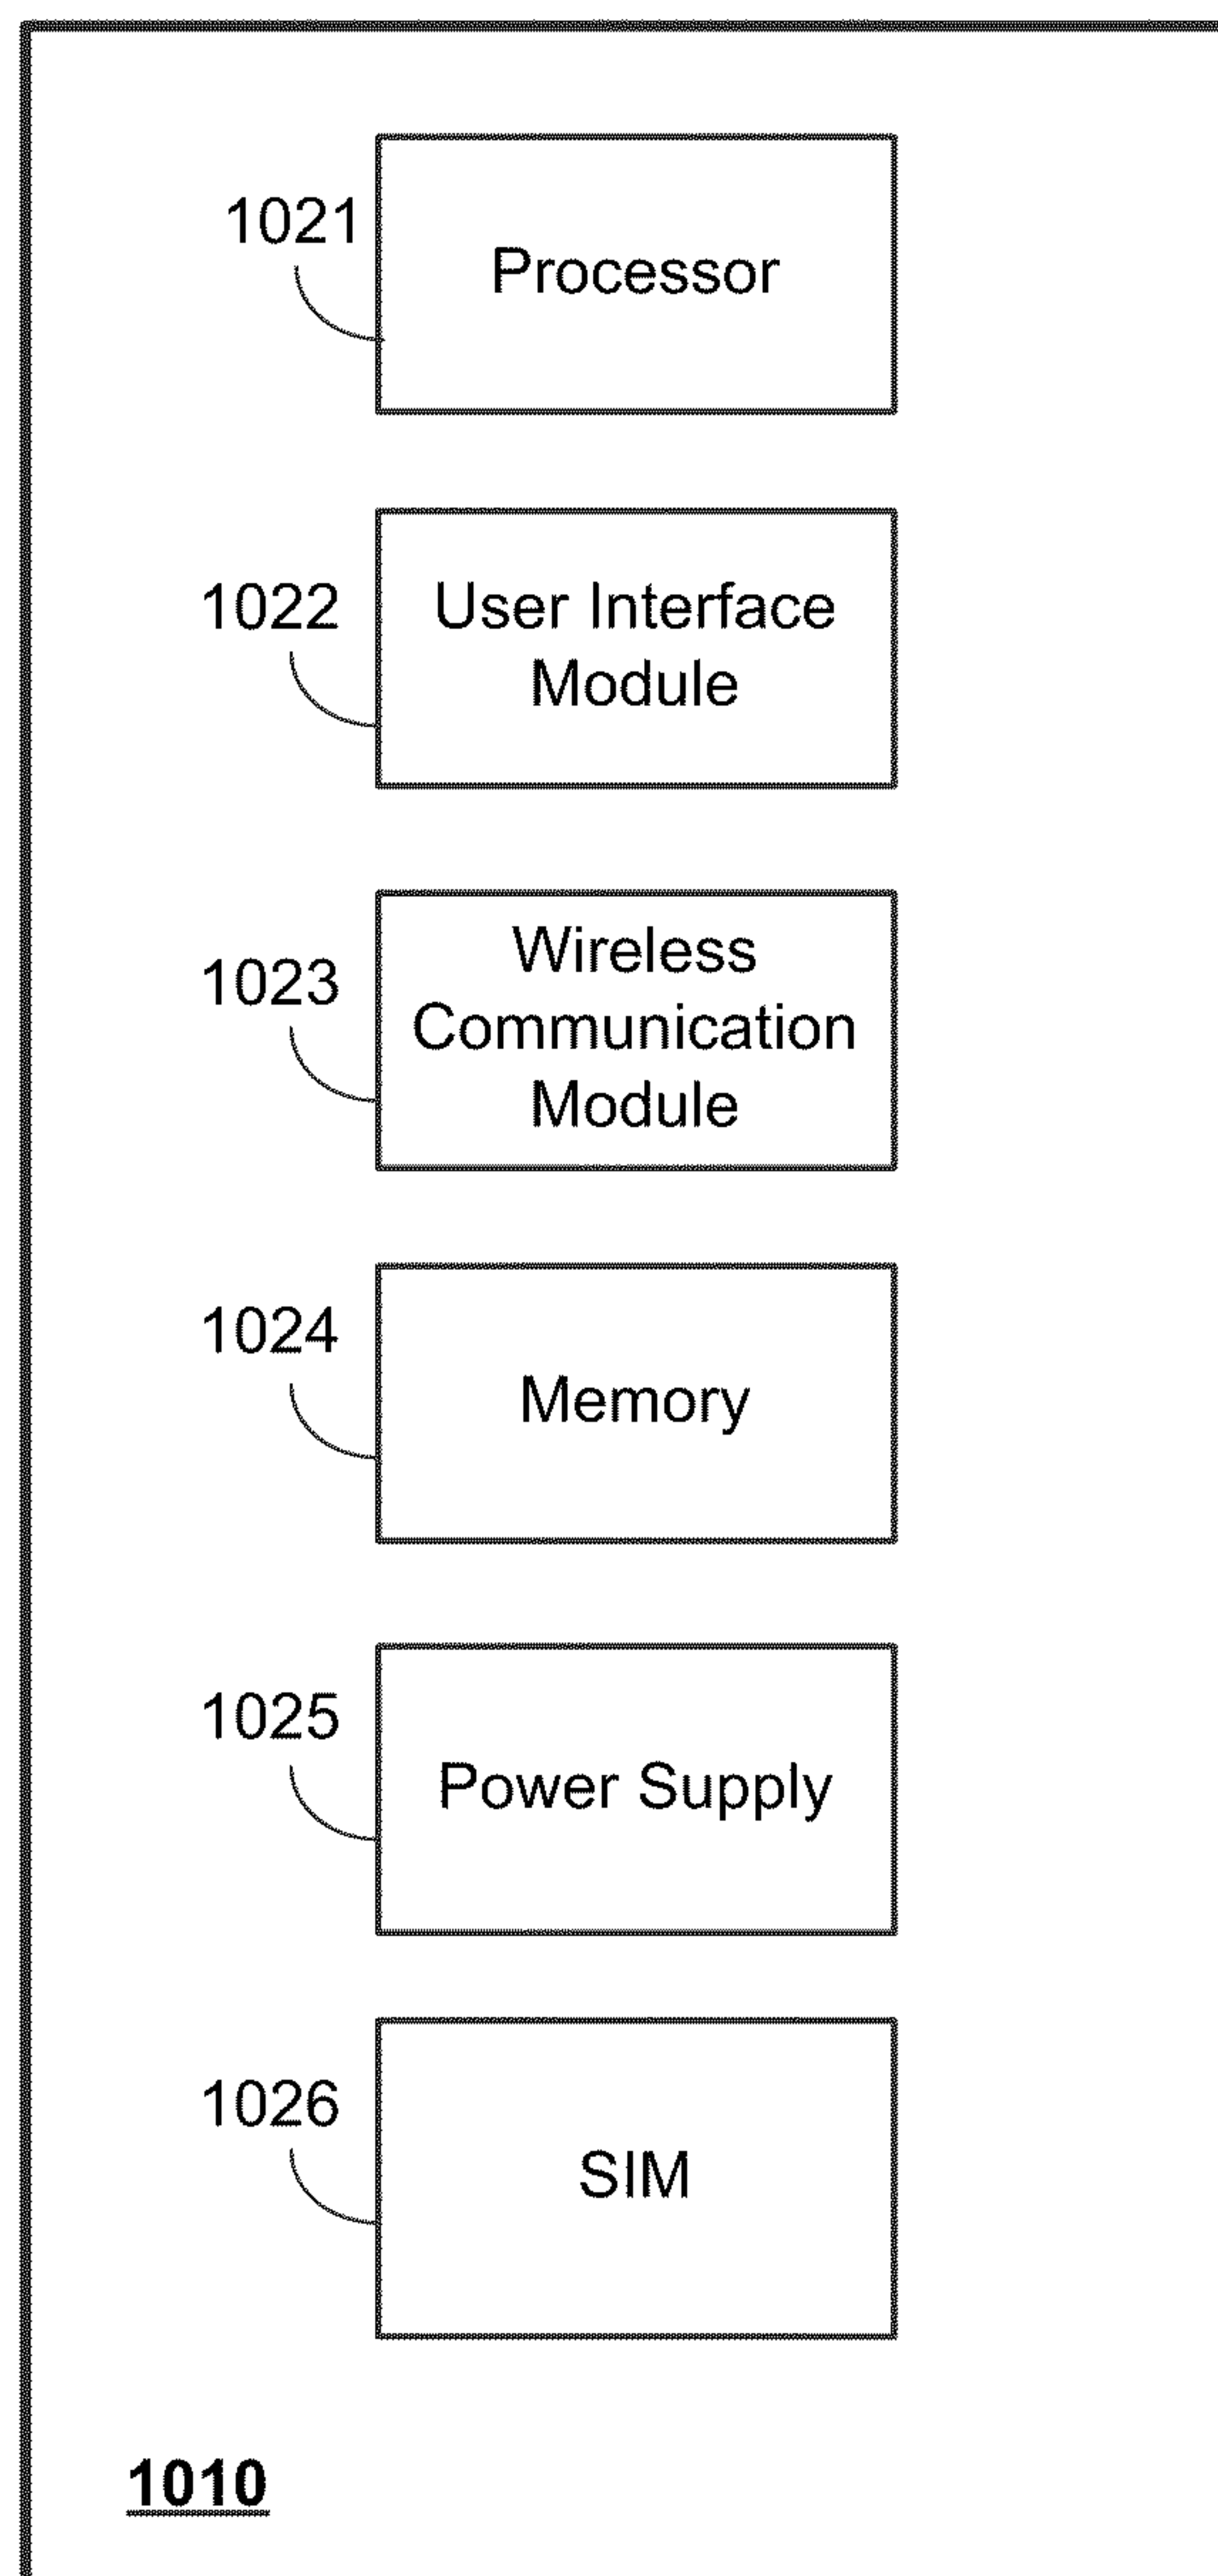 1021
Processor
1022
User Interface
Module
1023
Wireless
Communication
Module
1024
Memory
1025
Power Supply
1026
SIM
1010